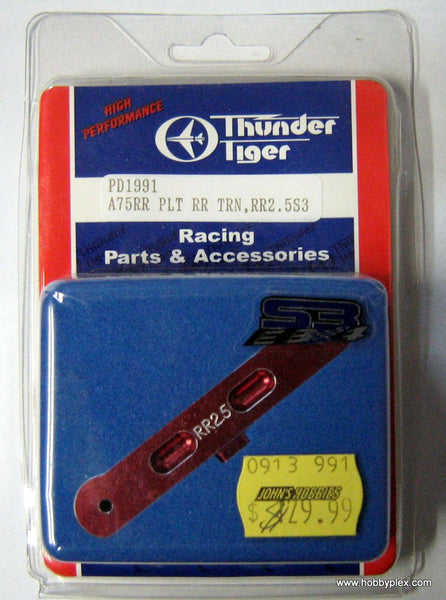 HIGH
PERFORMANCE
Thunder
Tiger
PD1991
A75RR PLT RR TRN,RR2.5S3
Racing
Parts & Accessories
S3
RR2.5
0913 991
JOHN'S HOBBIES
29.99
www.hobbyplex.com